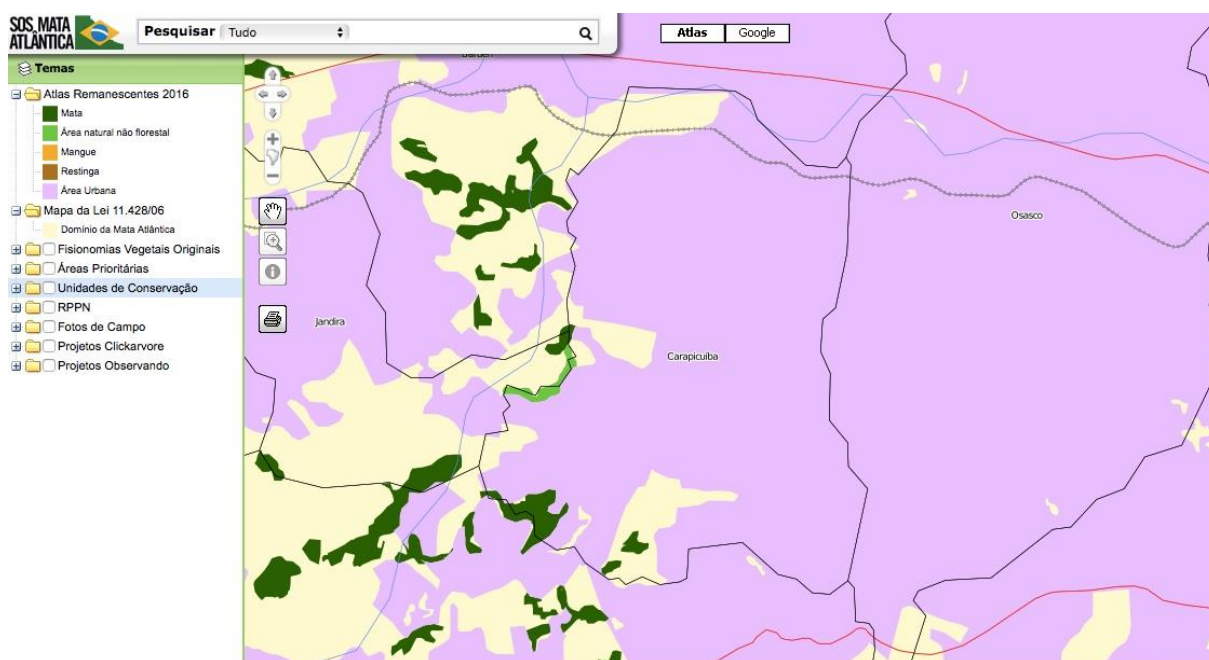 SOS MATA
ATLÂNTICA
Pesquisar Tudo
Atlas Google
Temas
Atlas Remanescentes 2016
Mata
Área natural não florestal
Mangue
Restinga
Área Urbana
Mapa da Lei 11.428/06
Domínio da Mata Atlântica
Fisionomias Vegetais Originais
Áreas Prioritárias
Unidades de Conservação
RPPN
Fotos de Campo
Projetos Clickarvore
Projetos Observando
Osasco
Jandira
Carapicuíba